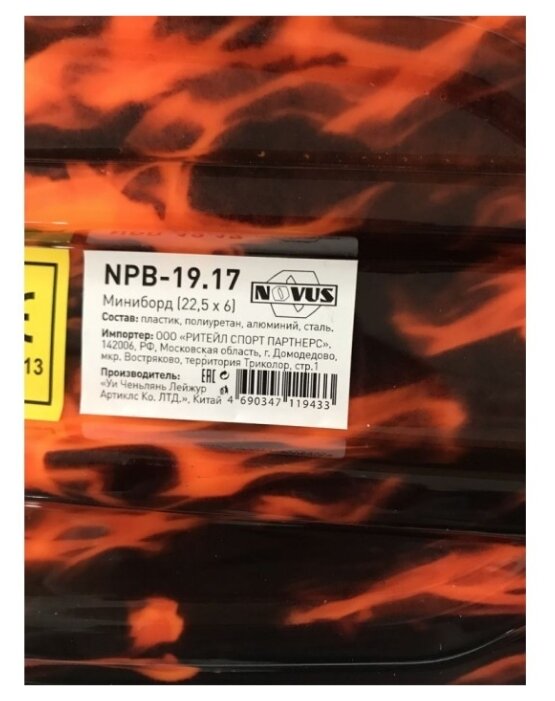 NPB-19.17
NOVUS
Миниборд (22,5 x 6)
Состав: пластик, полиуретан, алюминий, сталь.
Импортер: ООО «РИТЕЙЛ СПОРТ ПАРТНЕРС»,
142006, РФ, Московская область, г. Домодедово,
мкр. Востряково, территория Триколор, стр.1
Производитель:
«Уи Ченьлянь Лейжур
Артиклс Ко. ЛТД.», Китай
EAC
4 690347 119433
13